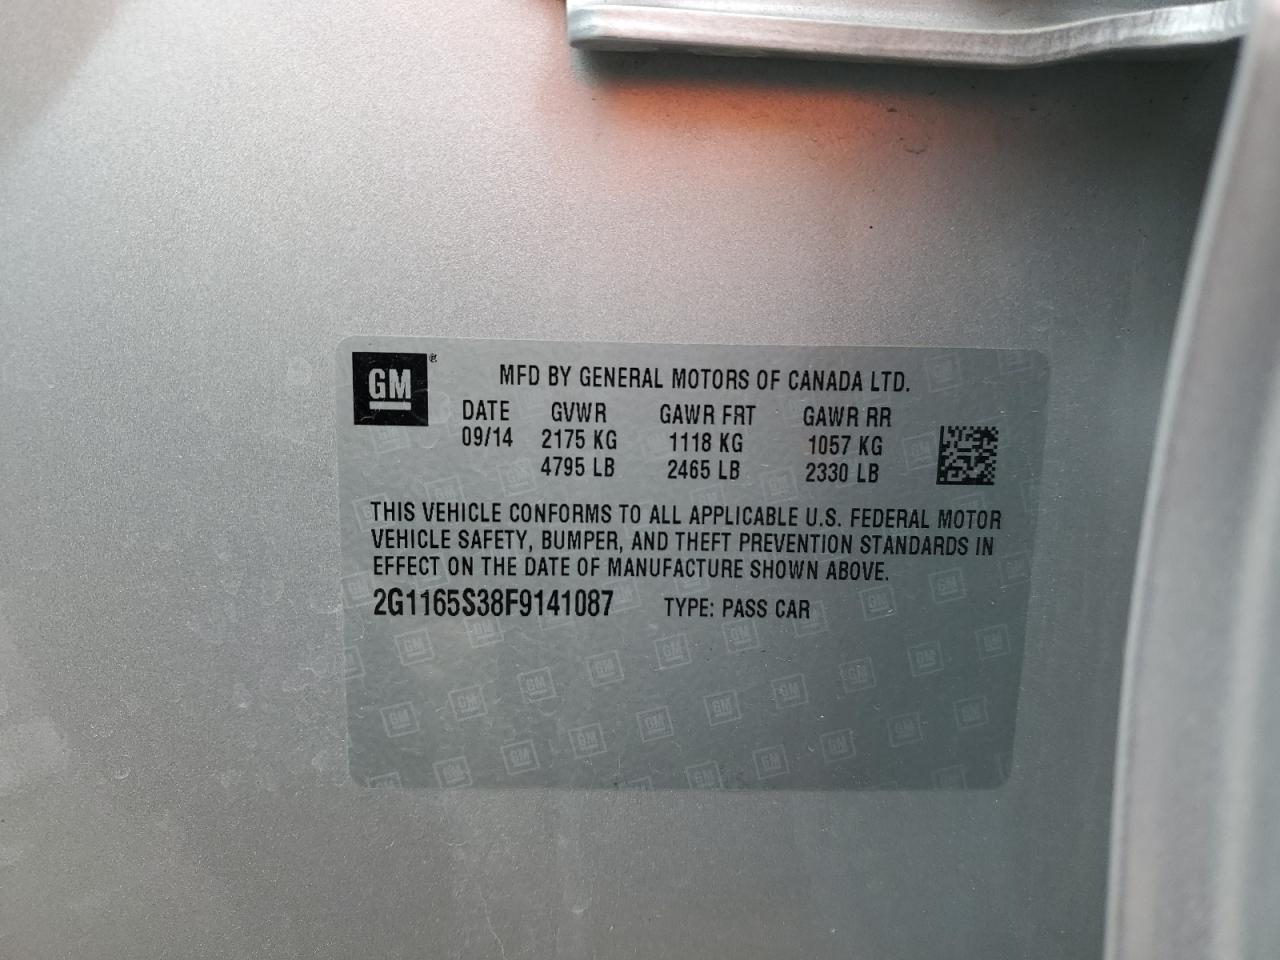 GM®
MFD BY GENERAL MOTORS OF CANADA LTD.
DATE GVWR GAWR FRT GAWR RR
09/14 2175 KG 1118 KG 1057 KG
4795 LB 2465 LB 2330 LB
THIS VEHICLE CONFORMS TO ALL APPLICABLE U.S. FEDERAL MOTOR
VEHICLE SAFETY, BUMPER, AND THEFT PREVENTION STANDARDS IN
EFFECT ON THE DATE OF MANUFACTURE SHOWN ABOVE.
2G1165S38F9141087 TYPE: PASS CAR